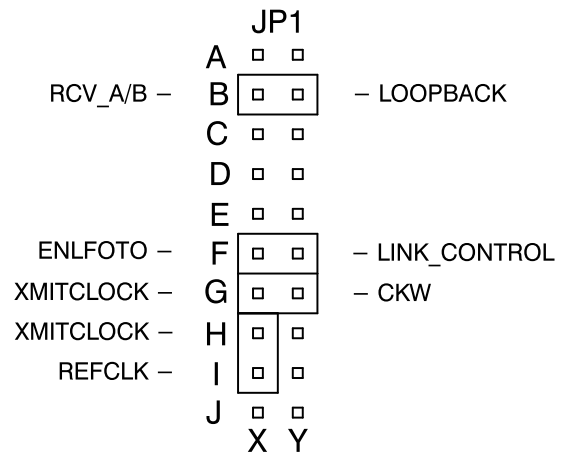 JP1
A
RCV_A/B – B – LOOPBACK
C
D
E
ENLFOTO – F – LINK_CONTROL
XMITCLOCK – G – CKW
XMITCLOCK – H
REFCLK – I
J
X Y